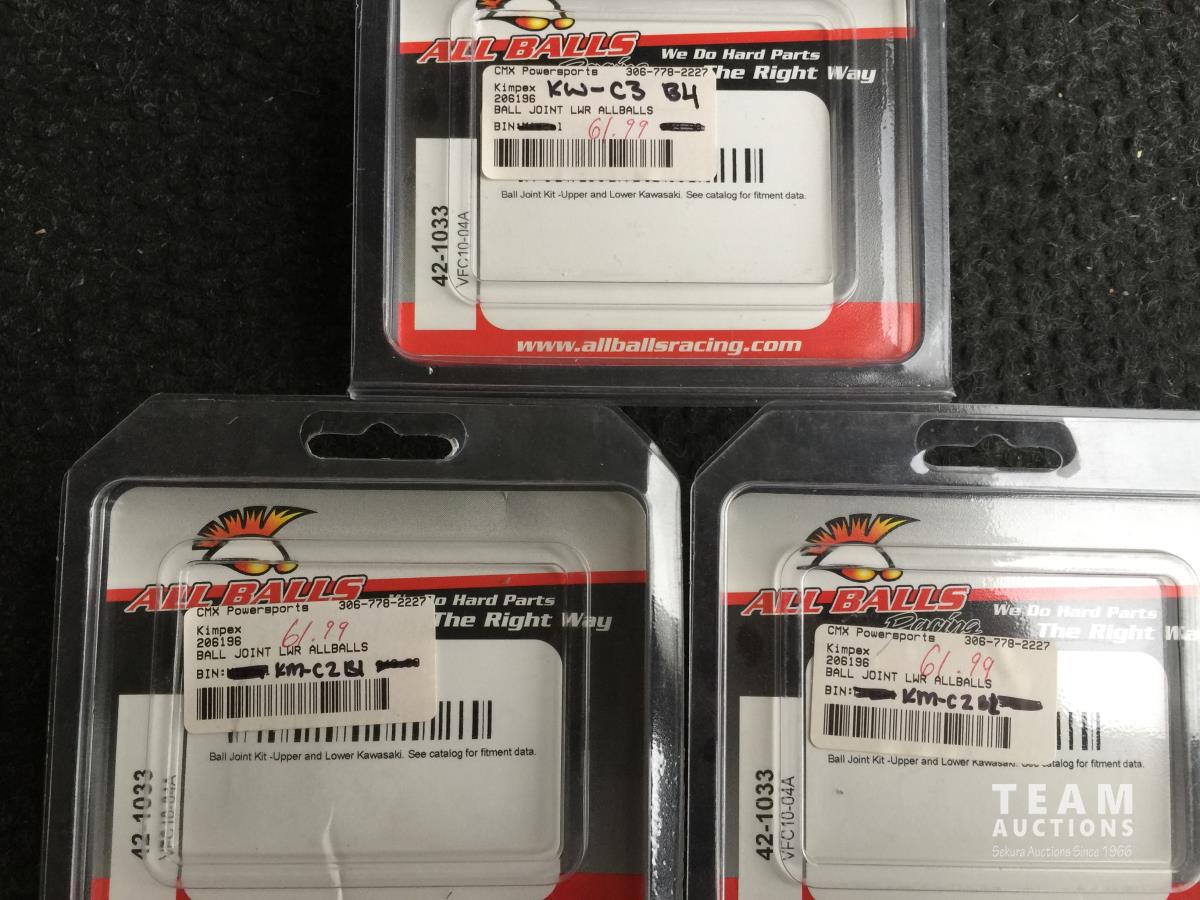 ALL BALLS
Racing
We Do Hard Parts
The Right Way
CMX Powersports 306-778-2227
Kimpex KW-C3 B4
206196
BALL JOINT LWR ALLBALLS
BIN 1 61.99
Ball Joint Kit -Upper and Lower Kawasaki. See catalog for fitment data.
42-1033
VFC10-04A
www.allballsracing.com
ALL BALLS
Do Hard Parts
The Right Way
CMX Powersports 306-778-2227
Kimpex
206196 61.99
BALL JOINT LWR ALLBALLS
BIN: KM-C2 B1
Ball Joint Kit -Upper and Lower Kawasaki. See catalog for fitment data.
42-1033
VFC10-04A
ALL BALLS
Racing
We Do Hard Parts
The Right
CMX Powersports 306-778-2227
Kimpex
206196 61.99
BALL JOINT LWR ALLBALLS
BIN: KM-C2
Ball Joint Kit -Upper and Lower Kawasaki. See catalog for fitment data.
42-1033
VFC10-04A
TEAM
AUCTIONS
Sekura Auctions Since 1966